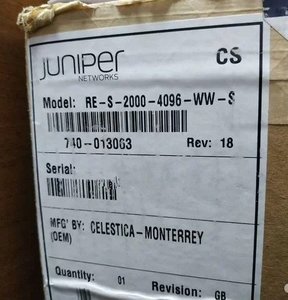 JUNIPER
NETWORKS
CS
Model: RE-S-2000-4096-WW-S
740-013063
Rev: 18
Serial:
MFG' BY: CELESTICA-MONTERREY
(OEM)
Quantity: 01
Revision: GB